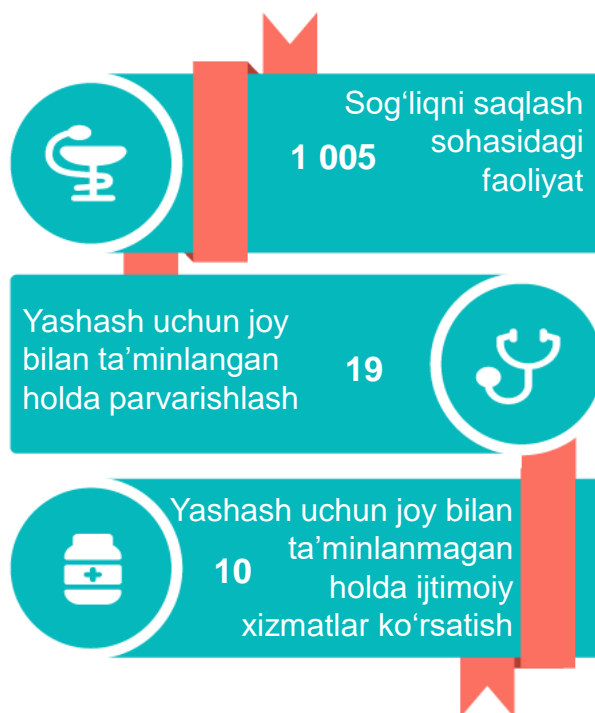 Sog‘liqni saqlash
1 005 sohasidagi
faoliyat
Yashash uchun joy
bilan ta’minlangan
holda parvarishlash
19
Yashash uchun joy bilan
ta’minlanmagan
10
holda ijtimoiy
xizmatlar ko‘rsatish